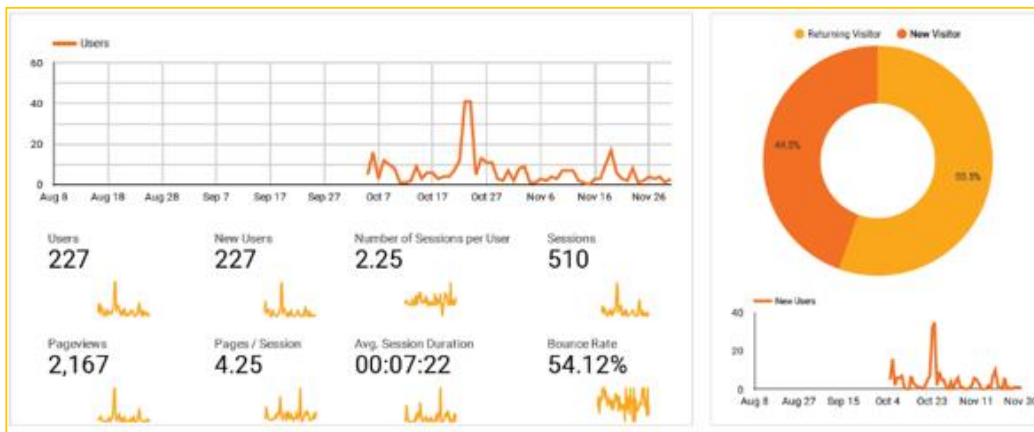 Users
60
40
20
0
Aug 8 Aug 18 Aug 28 Sep 7 Sep 17 Sep 27 Oct 7 Oct 17 Oct 27 Nov 6 Nov 16 Nov 26
Users New Users Number of Sessions per User Sessions
227 227 2.25 510
Pageviews Pages / Session Avg. Session Duration Bounce Rate
2,167 4.25 00:07:22 54.12%
Returning Visitor New Visitor
New Users
40
20
0
Aug 8 Aug 27 Sep 15 Oct 4 Oct 23 Nov 11 Nov 30